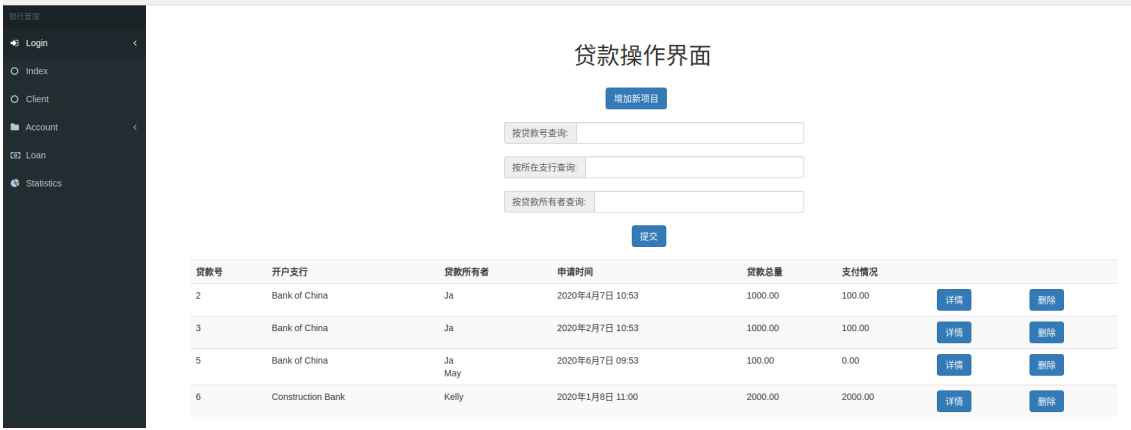 银行管理
Login
Index
Client
Account
Loan
Statistics
贷款操作界面
增加新项目
按贷款号查询:
按所在支行查询:
按贷款所有者查询:
提交
贷款号 开户支行 贷款所有者 申请时间 贷款总量 支付情况
2 Bank of China Ja 2020年4月7日 10:53 1000.00 100.00 详情 删除
3 Bank of China Ja 2020年2月7日 10:53 1000.00 100.00 详情 删除
5 Bank of China Ja 2020年6月7日 09:53 100.00 0.00 详情 删除
May
6 Construction Bank Kelly 2020年1月8日 11:00 2000.00 2000.00 详情 删除